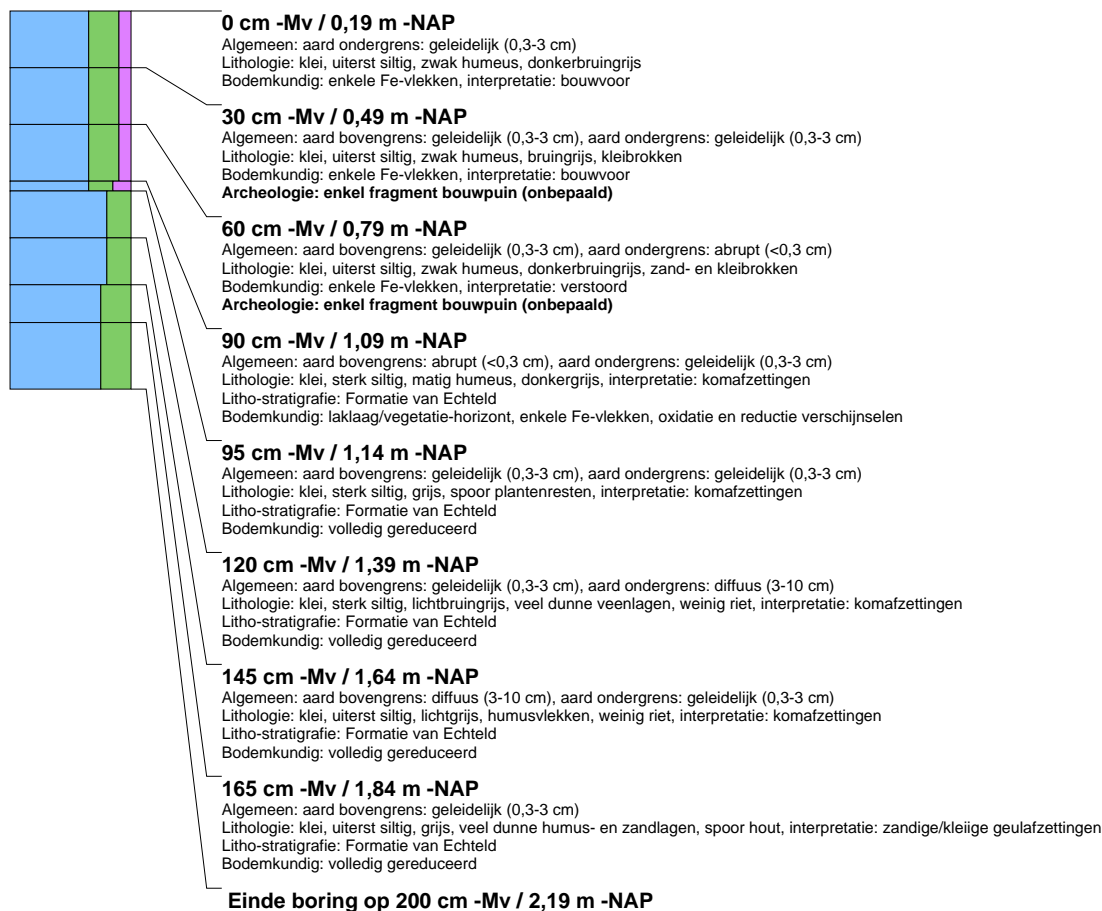 0 cm -Mv / 0,19 m -NAP
Algemeen: aard ondergrens: geleidelijk (0,3-3 cm)
Lithologie: klei, uiterst siltig, zwak humeus, donkerbruingrijs
Bodemkundig: enkele Fe-vlekken, interpretatie: bouwvoor
30 cm -Mv / 0,49 m -NAP
Algemeen: aard bovengrens: geleidelijk (0,3-3 cm), aard ondergrens: geleidelijk (0,3-3 cm)
Lithologie: klei, uiterst siltig, zwak humeus, bruingrijs, kleibrokken
Bodemkundig: enkele Fe-vlekken, interpretatie: bouwvoor
Archeologie: enkel fragment bouwpuin (onbepaald)
60 cm -Mv / 0,79 m -NAP
Algemeen: aard bovengrens: geleidelijk (0,3-3 cm), aard ondergrens: abrupt (<0,3 cm)
Lithologie: klei, uiterst siltig, zwak humeus, donkerbruingrijs, zand- en kleibrokken
Bodemkundig: enkele Fe-vlekken, interpretatie: verstoord
Archeologie: enkel fragment bouwpuin (onbepaald)
90 cm -Mv / 1,09 m -NAP
Algemeen: aard bovengrens: abrupt (<0,3 cm), aard ondergrens: geleidelijk (0,3-3 cm)
Lithologie: klei, sterk siltig, matig humeus, donkergrijs, interpretatie: komafzettingen
Litho-stratigrafie: Formatie van Echteld
Bodemkundig: laklaag/vegetatie-horizont, enkele Fe-vlekken, oxidatie en reductie verschijnselen
95 cm -Mv / 1,14 m -NAP
Algemeen: aard bovengrens: geleidelijk (0,3-3 cm), aard ondergrens: geleidelijk (0,3-3 cm)
Lithologie: klei, sterk siltig, grijs, spoor plantenresten, interpretatie: komafzettingen
Litho-stratigrafie: Formatie van Echteld
Bodemkundig: volledig gereduceerd
120 cm -Mv / 1,39 m -NAP
Algemeen: aard bovengrens: geleidelijk (0,3-3 cm), aard ondergrens: diffuus (3-10 cm)
Lithologie: klei, sterk siltig, lichtbruingrijs, veel dunne veenlagen, weinig riet, interpretatie: komafzettingen
Litho-stratigrafie: Formatie van Echteld
Bodemkundig: volledig gereduceerd
145 cm -Mv / 1,64 m -NAP
Algemeen: aard bovengrens: diffuus (3-10 cm), aard ondergrens: geleidelijk (0,3-3 cm)
Lithologie: klei, uiterst siltig, lichtgrijs, humusvlekken, weinig riet, interpretatie: komafzettingen
Litho-stratigrafie: Formatie van Echteld
Bodemkundig: volledig gereduceerd
165 cm -Mv / 1,84 m -NAP
Algemeen: aard bovengrens: geleidelijk (0,3-3 cm)
Lithologie: klei, uiterst siltig, grijs, veel dunne humus- en zandlagen, spoor hout, interpretatie: zandige/kleiige geulafzettingen
Litho-stratigrafie: Formatie van Echteld
Bodemkundig: volledig gereduceerd
Einde boring op 200 cm -Mv / 2,19 m -NAP